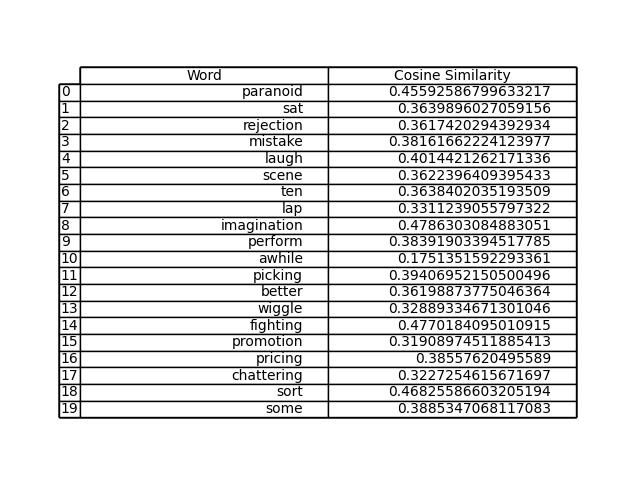 Word Cosine Similarity
0 paranoid 0.45592586799633217
1 sat 0.3639896027059156
2 rejection 0.3617420294392934
3 mistake 0.38161662224123977
4 laugh 0.4014421262171336
5 scene 0.3622396409395433
6 ten 0.3638402035193509
7 lap 0.3311239055797322
8 imagination 0.4786303084883051
9 perform 0.38391903394517785
10 awhile 0.1751351592293361
11 picking 0.39406952150500496
12 better 0.36198873775046364
13 wiggle 0.32889334671301046
14 fighting 0.4770184095010915
15 promotion 0.31908974511885413
16 pricing 0.38557620495589
17 chattering 0.3227254615671697
18 sort 0.46825586603205194
19 some 0.3885347068117083